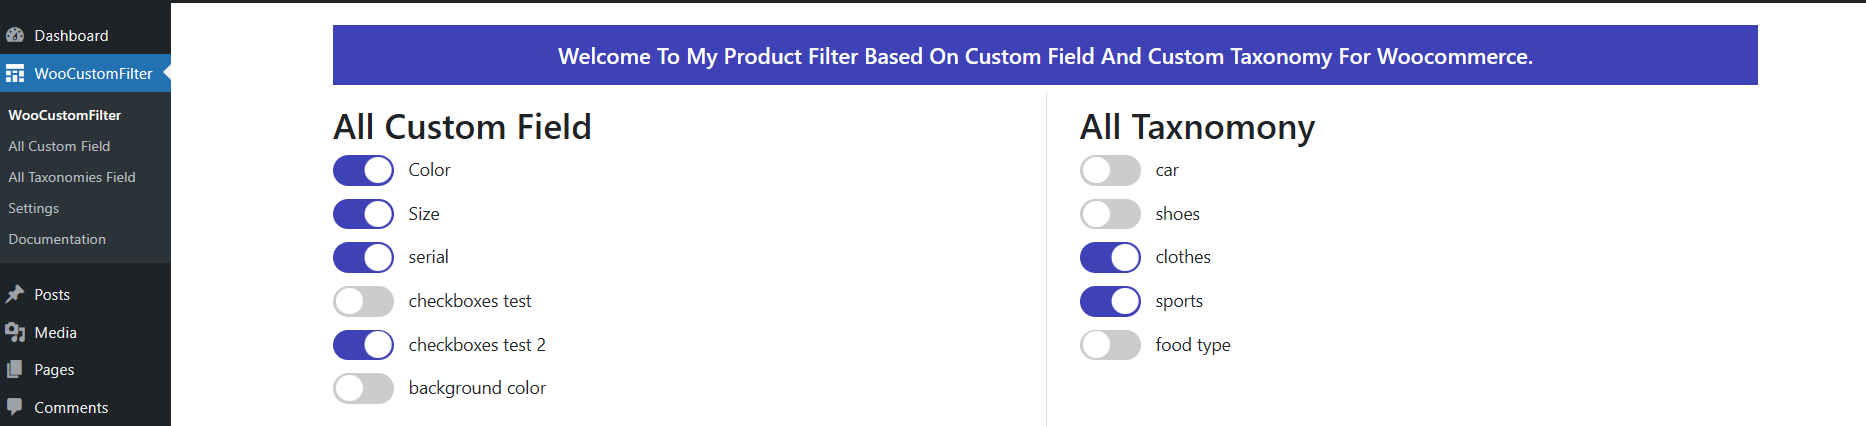 Dashboard
WooCustomFilter
WooCustomFilter
All Custom Field
All Taxonomies Field
Settings
Documentation
Posts
Media
Pages
Comments
Welcome To My Product Filter Based On Custom Field And Custom Taxonomy For Woocommerce.
All Custom Field
Color
Size
serial
checkboxes test
checkboxes test 2
background color
All Taxnomony
car
shoes
clothes
sports
food type